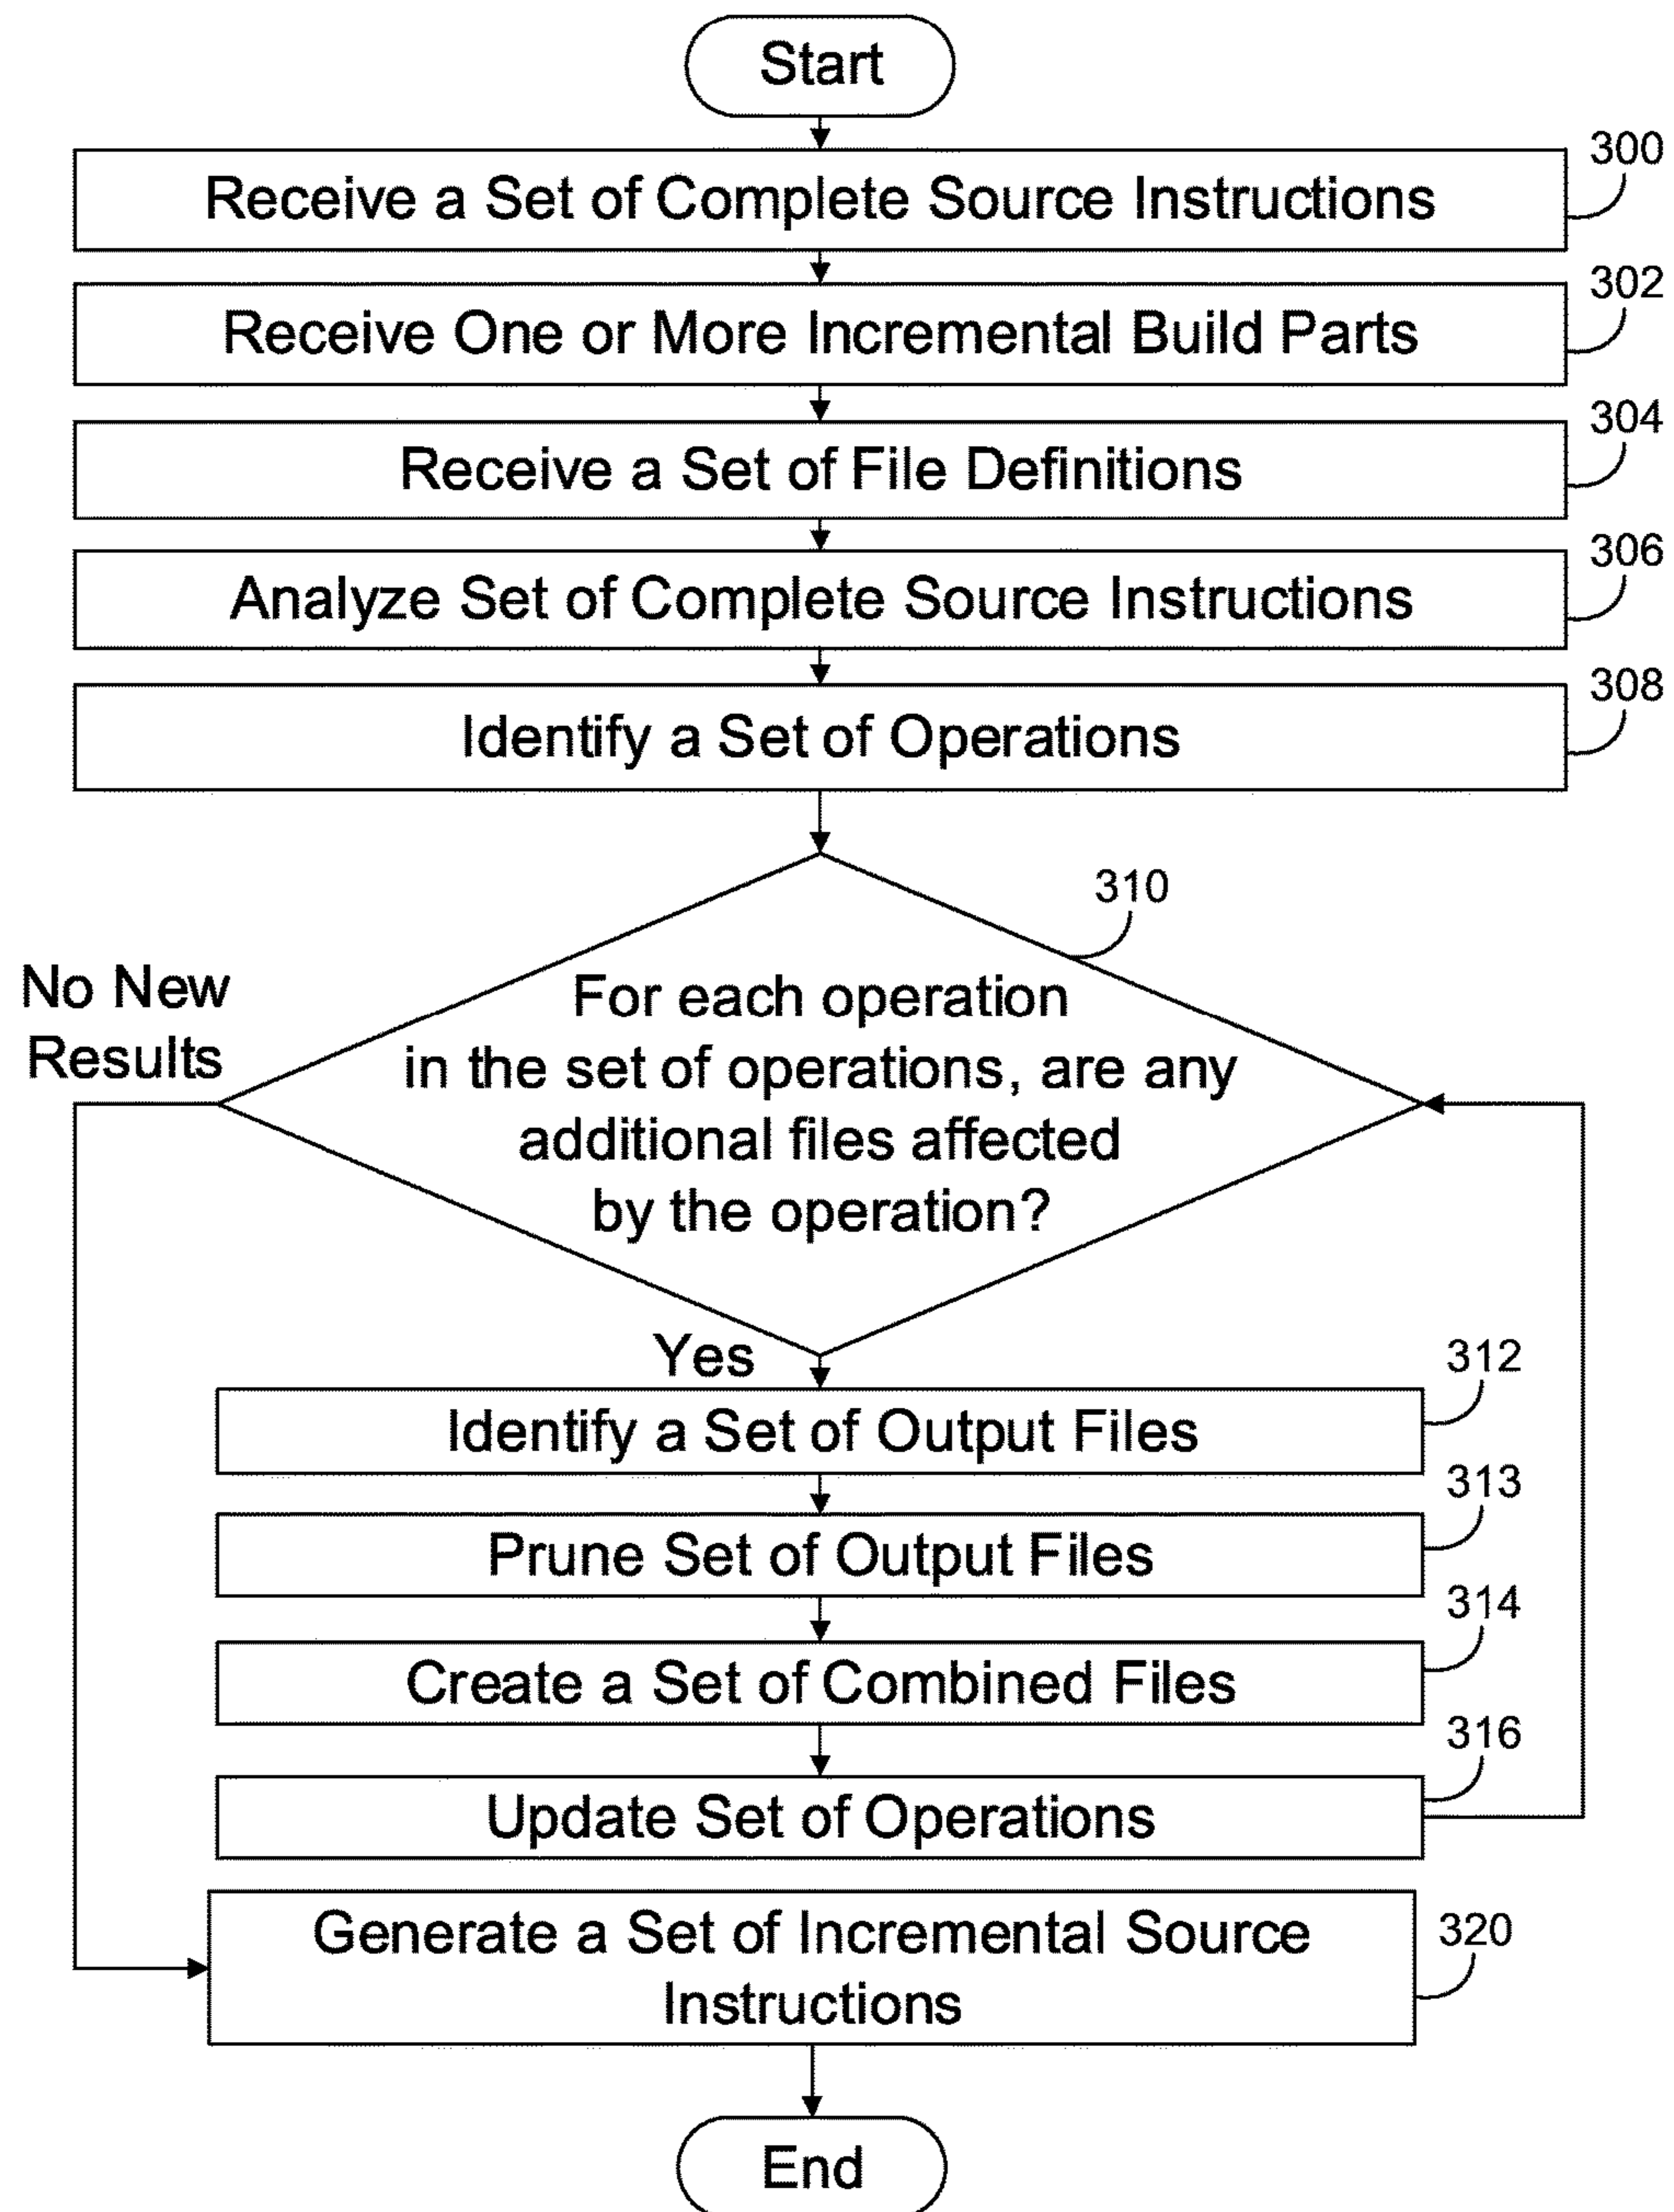 Start
300
Receive a Set of Complete Source Instructions
302
Receive One or More Incremental Build Parts
304
Receive a Set of File Definitions
306
Analyze Set of Complete Source Instructions
308
Identify a Set of Operations
310
No New
Results
For each operation
in the set of operations, are any
additional files affected
by the operation?
Yes
312
Identify a Set of Output Files
313
Prune Set of Output Files
314
Create a Set of Combined Files
316
Update Set of Operations
Generate a Set of Incremental Source
Instructions
320
End